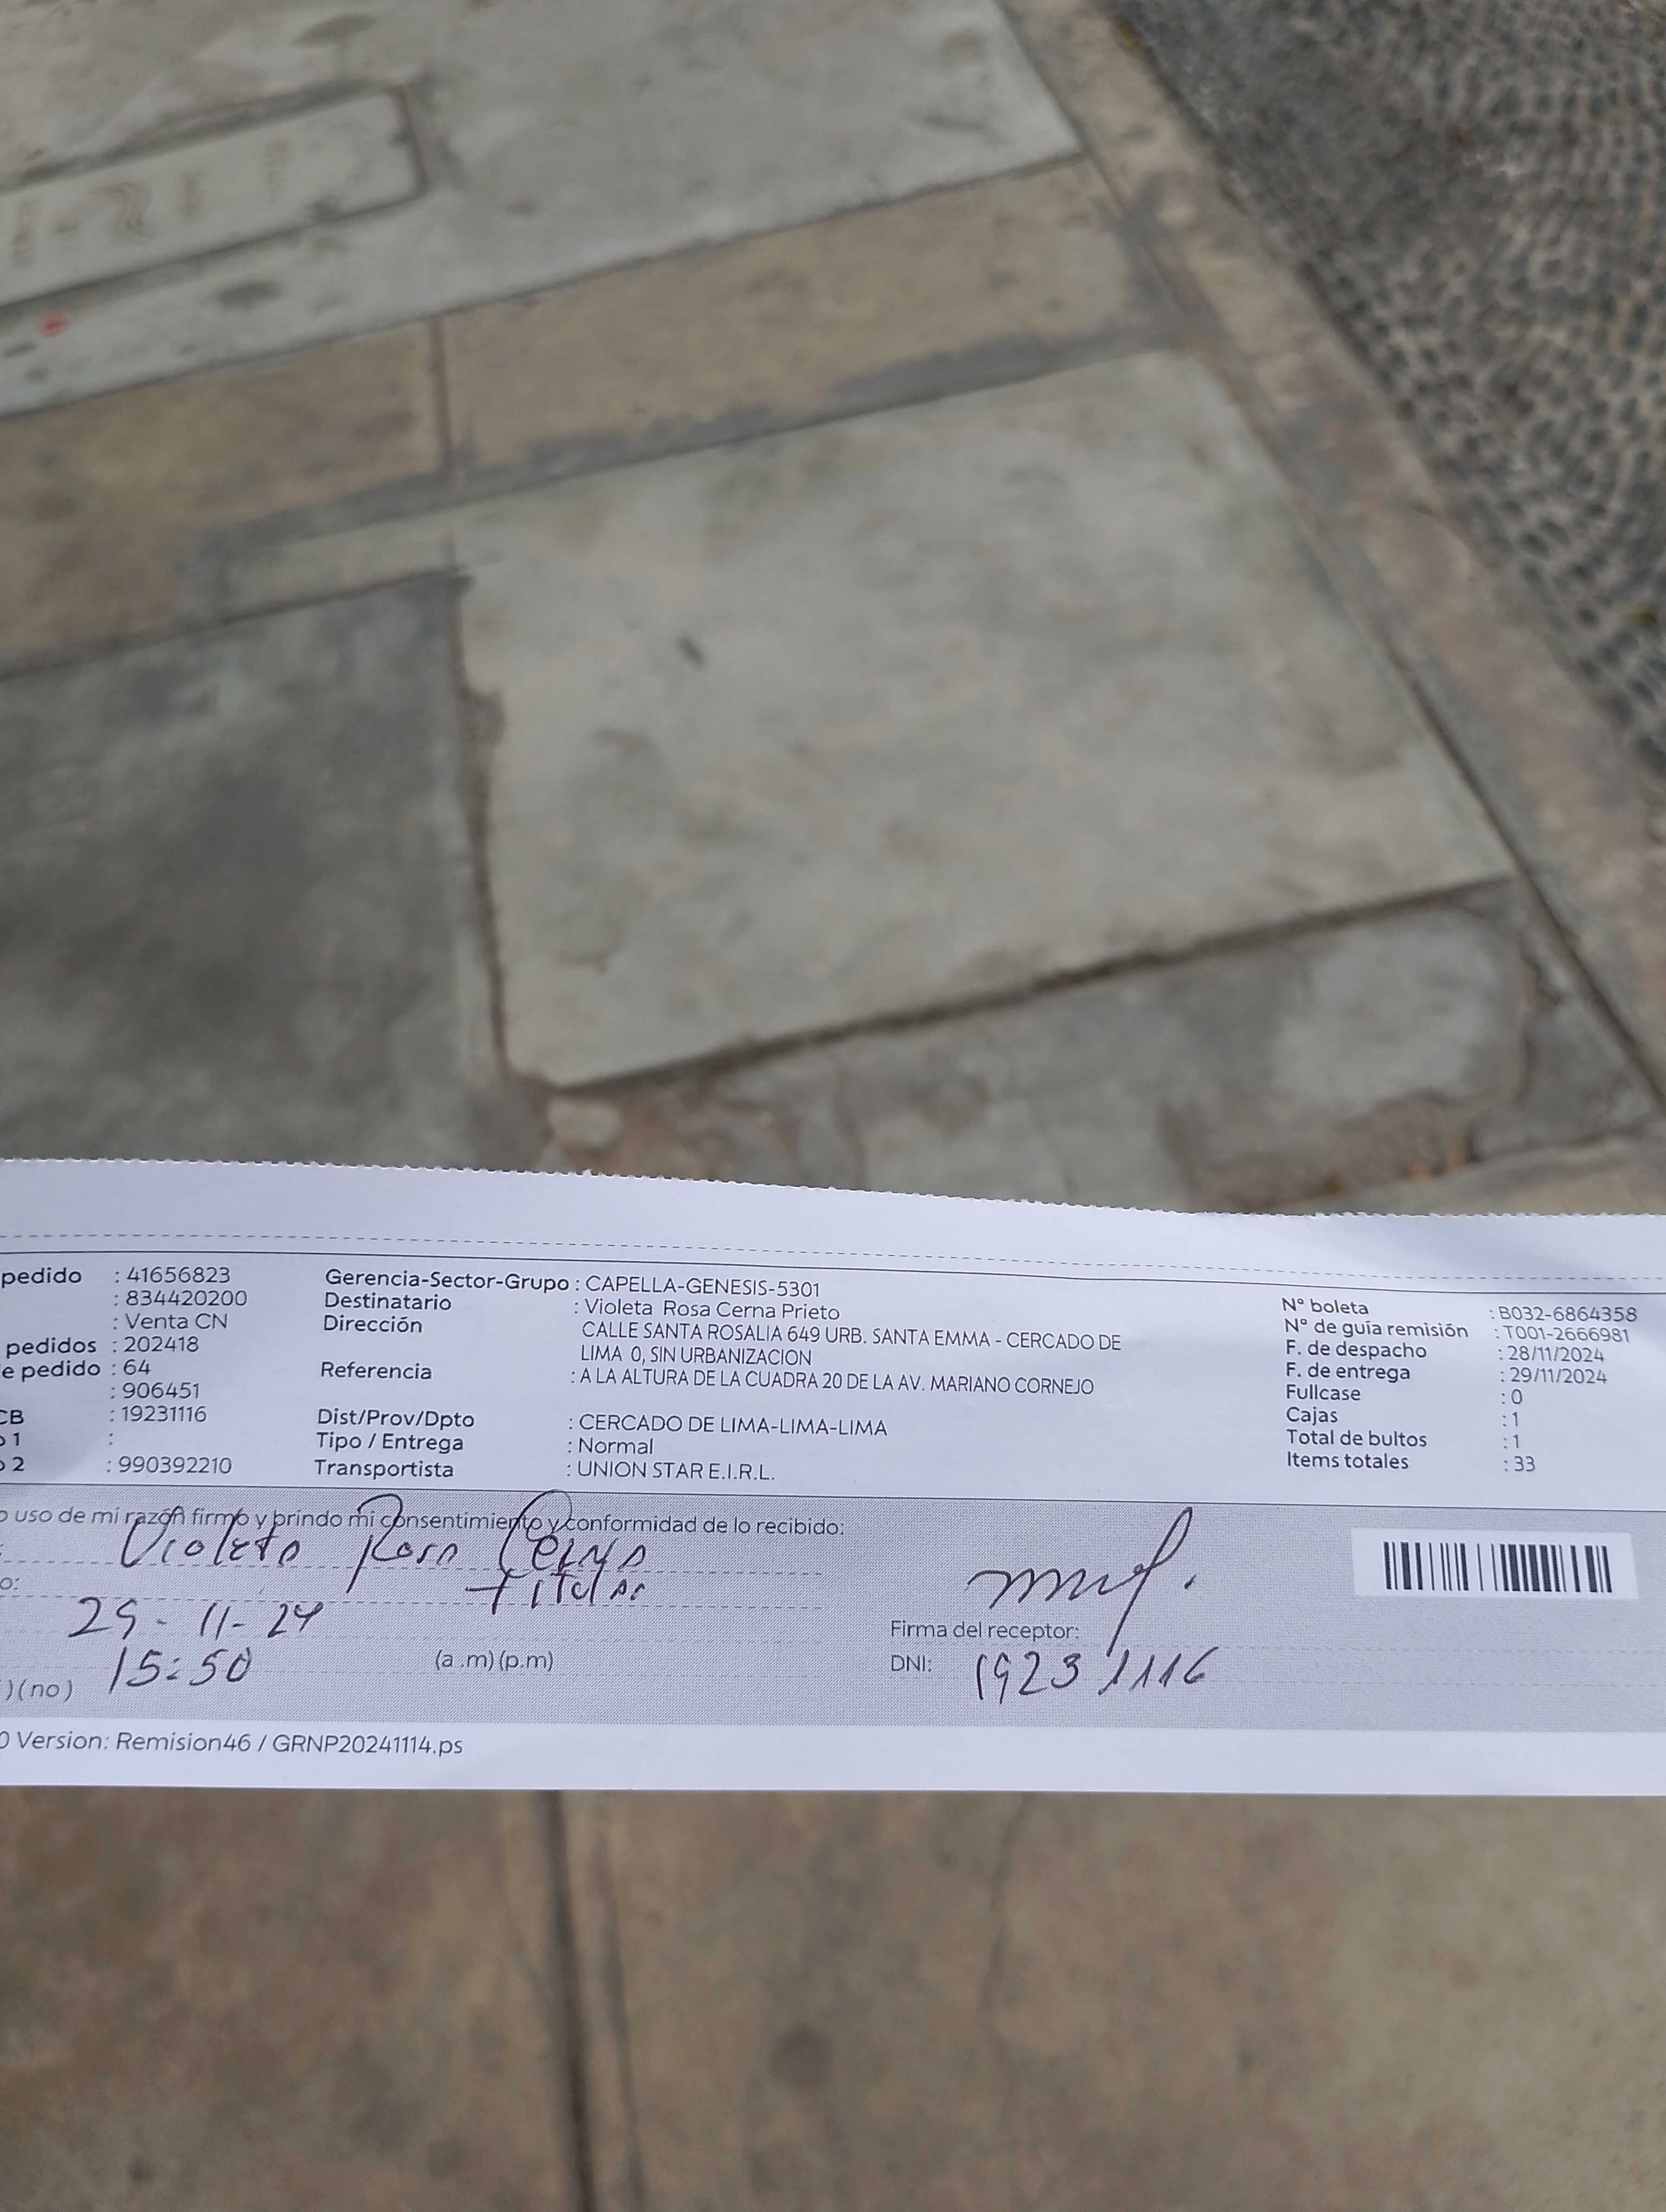 pedido : 41656823
: 834420200
: Venta CN
pedidos : 202418
e pedido : 64
: 906451
CB : 19231116
o 1 :
o 2 : 990392210
Gerencia-Sector-Grupo : CAPELLA-GENESIS-5301
Destinatario : Violeta Rosa Cerna Prieto
Dirección CALLE SANTA ROSALIA 649 URB. SANTA EMMA - CERCADO DE
LIMA 0, SIN URBANIZACION
Referencia : A LA ALTURA DE LA CUADRA 20 DE LA AV. MARIANO CORNEJO
Dist/Prov/Dpto : CERCADO DE LIMA-LIMA-LIMA
Tipo / Entrega : Normal
Transportista : UNION STAR E.I.R.L.
N° boleta : B032-6864358
N° de guía remisión : T001-2666981
F. de despacho : 28/11/2024
F. de entrega : 29/11/2024
Fullcase : 0
Cajas : 1
Total de bultos : 1
Items totales : 33
o uso de mi razón firmo y brindo mi consentimiento y conformidad de lo recibido:
Violeta Rosa Cerna
o: titular
29-11-24
15:50 (a .m) (p.m)
) (no)
Firma del receptor:
DNI: 19231116
0 Version: Remision46 / GRNP20241114.ps